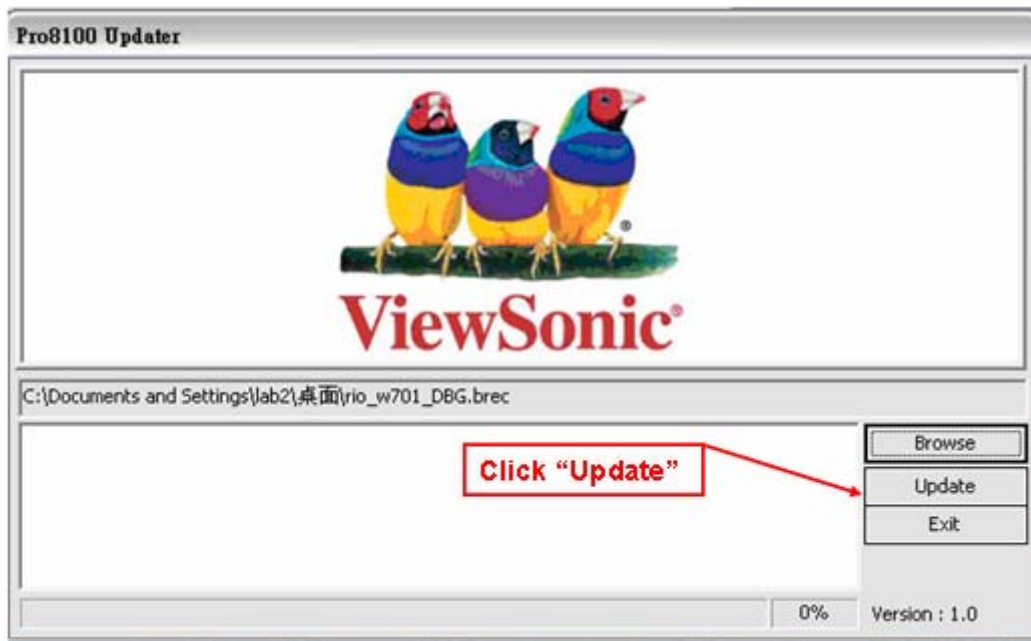 Pro8100 Updater
ViewSonic®
C:\Documents and Settings\lab2\桌面\rio_w701_DBG.brec
Browse
Click “Update”
Update
Exit
0%
Version : 1.0